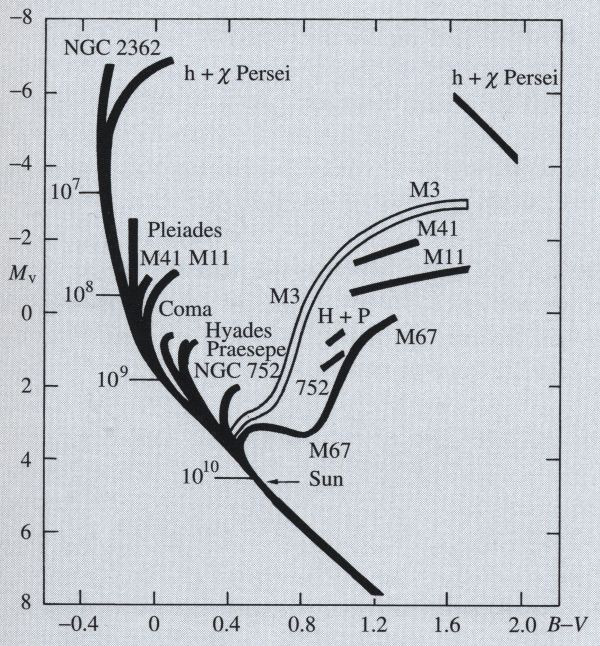 −8
NGC 2362
h + χ Persei
h + χ Persei
−6
−4
10⁷
M3
−2
Pleiades
M41
M41 M11
M11
Mᵥ
10⁸
M3
0
Coma
H + P
Hyades
M67
Praesepe
NGC 752
10⁹
752
2
M67
4
10¹⁰
Sun
6
8
−0.4 0 0.4 0.8 1.2 1.6 2.0 B–V